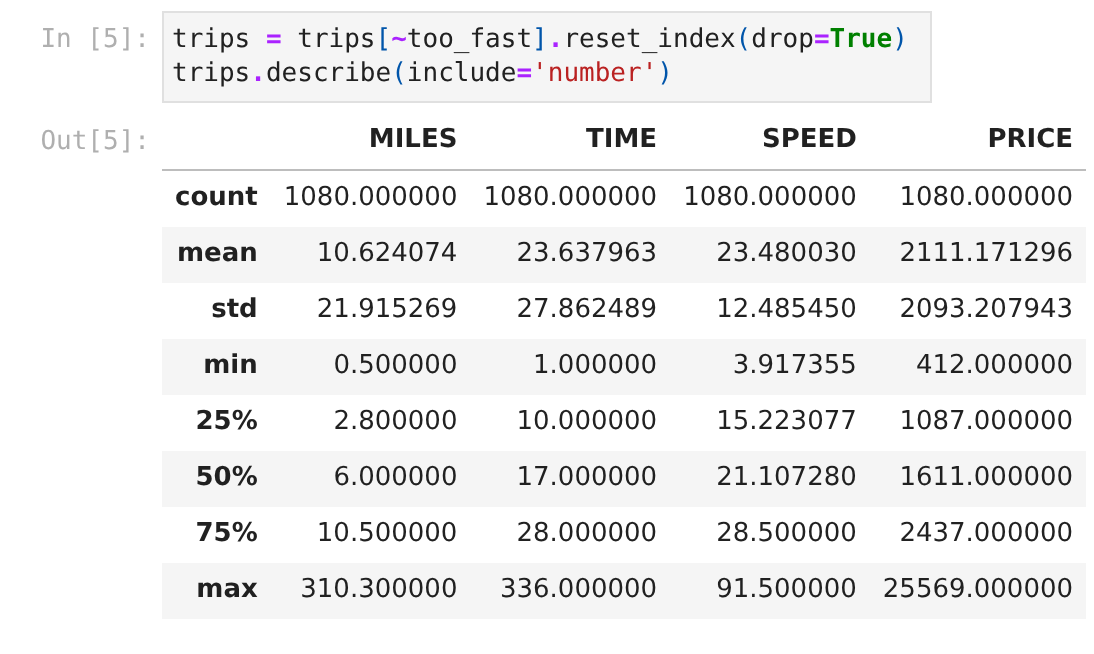 In [5]: trips = trips[~too_fast].reset_index(drop=True)
trips.describe(include='number')
Out[5]:
MILES TIME SPEED PRICE
count 1080.000000 1080.000000 1080.000000 1080.000000
mean 10.624074 23.637963 23.480030 2111.171296
std 21.915269 27.862489 12.485450 2093.207943
min 0.500000 1.000000 3.917355 412.000000
25% 2.800000 10.000000 15.223077 1087.000000
50% 6.000000 17.000000 21.107280 1611.000000
75% 10.500000 28.000000 28.500000 2437.000000
max 310.300000 336.000000 91.500000 25569.000000